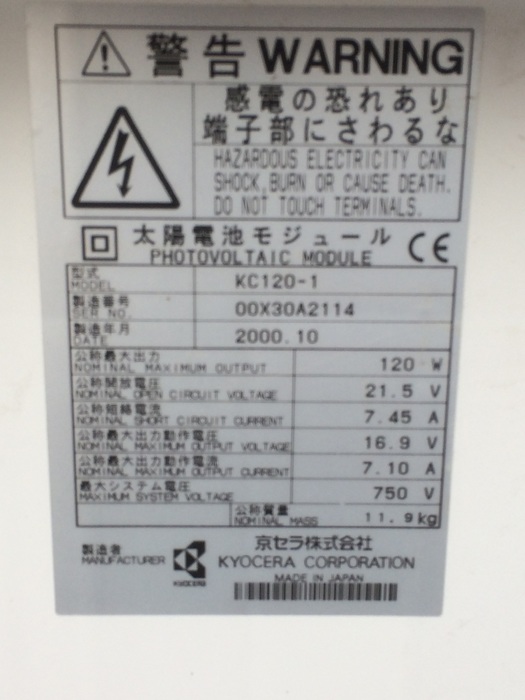 警告 WARNING
感電の恐れあり
端子部にさわるな
HAZARDOUS ELECTRICITY CAN
SHOCK, BURN OR CAUSE DEATH.
DO NOT TOUCH TERMINALS.
太陽電池モジュール
PHOTOVOLTAIC MODULE
CE
型式
MODEL
KC120-1
製造番号
SER NO.
00X30A2114
製造年月
DATE
2000.10
公称最大出力
NOMINAL MAXIMUM OUTPUT
120 W
公称開放電圧
NOMINAL OPEN CIRCUIT VOLTAGE
21.5 V
公称短絡電流
NOMINAL SHORT CIRCUIT CURRENT
7.45 A
公称最大出力動作電圧
NOMINAL MAXIMUM OUTPUT VOLTAGE
16.9 V
公称最大出力動作電流
NOMINAL MAXIMUM OUTPUT CURRENT
7.10 A
最大システム電圧
MAXIMUM SYSTEM VOLTAGE
750 V
公称質量
NOMINAL MASS
11.9kg
製造者
MANUFACTURER
KYOCERA
京セラ株式会社
KYOCERA CORPORATION
MADE IN JAPAN